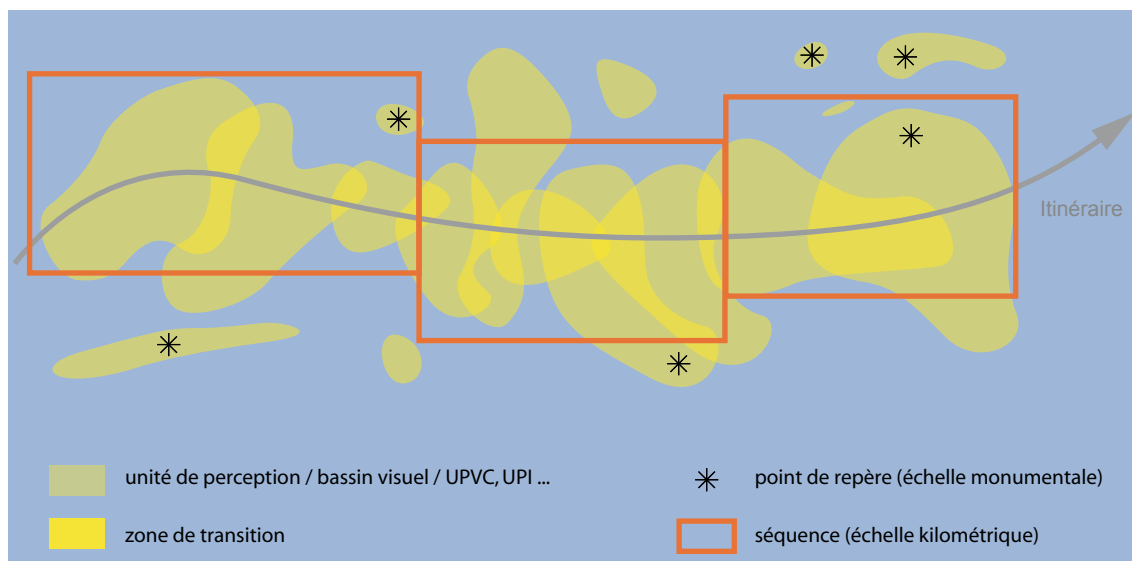 Itinéraire
unité de perception / bassin visuel / UPVC, UPI ...
point de repère (échelle monumentale)
zone de transition
séquence (échelle kilométrique)